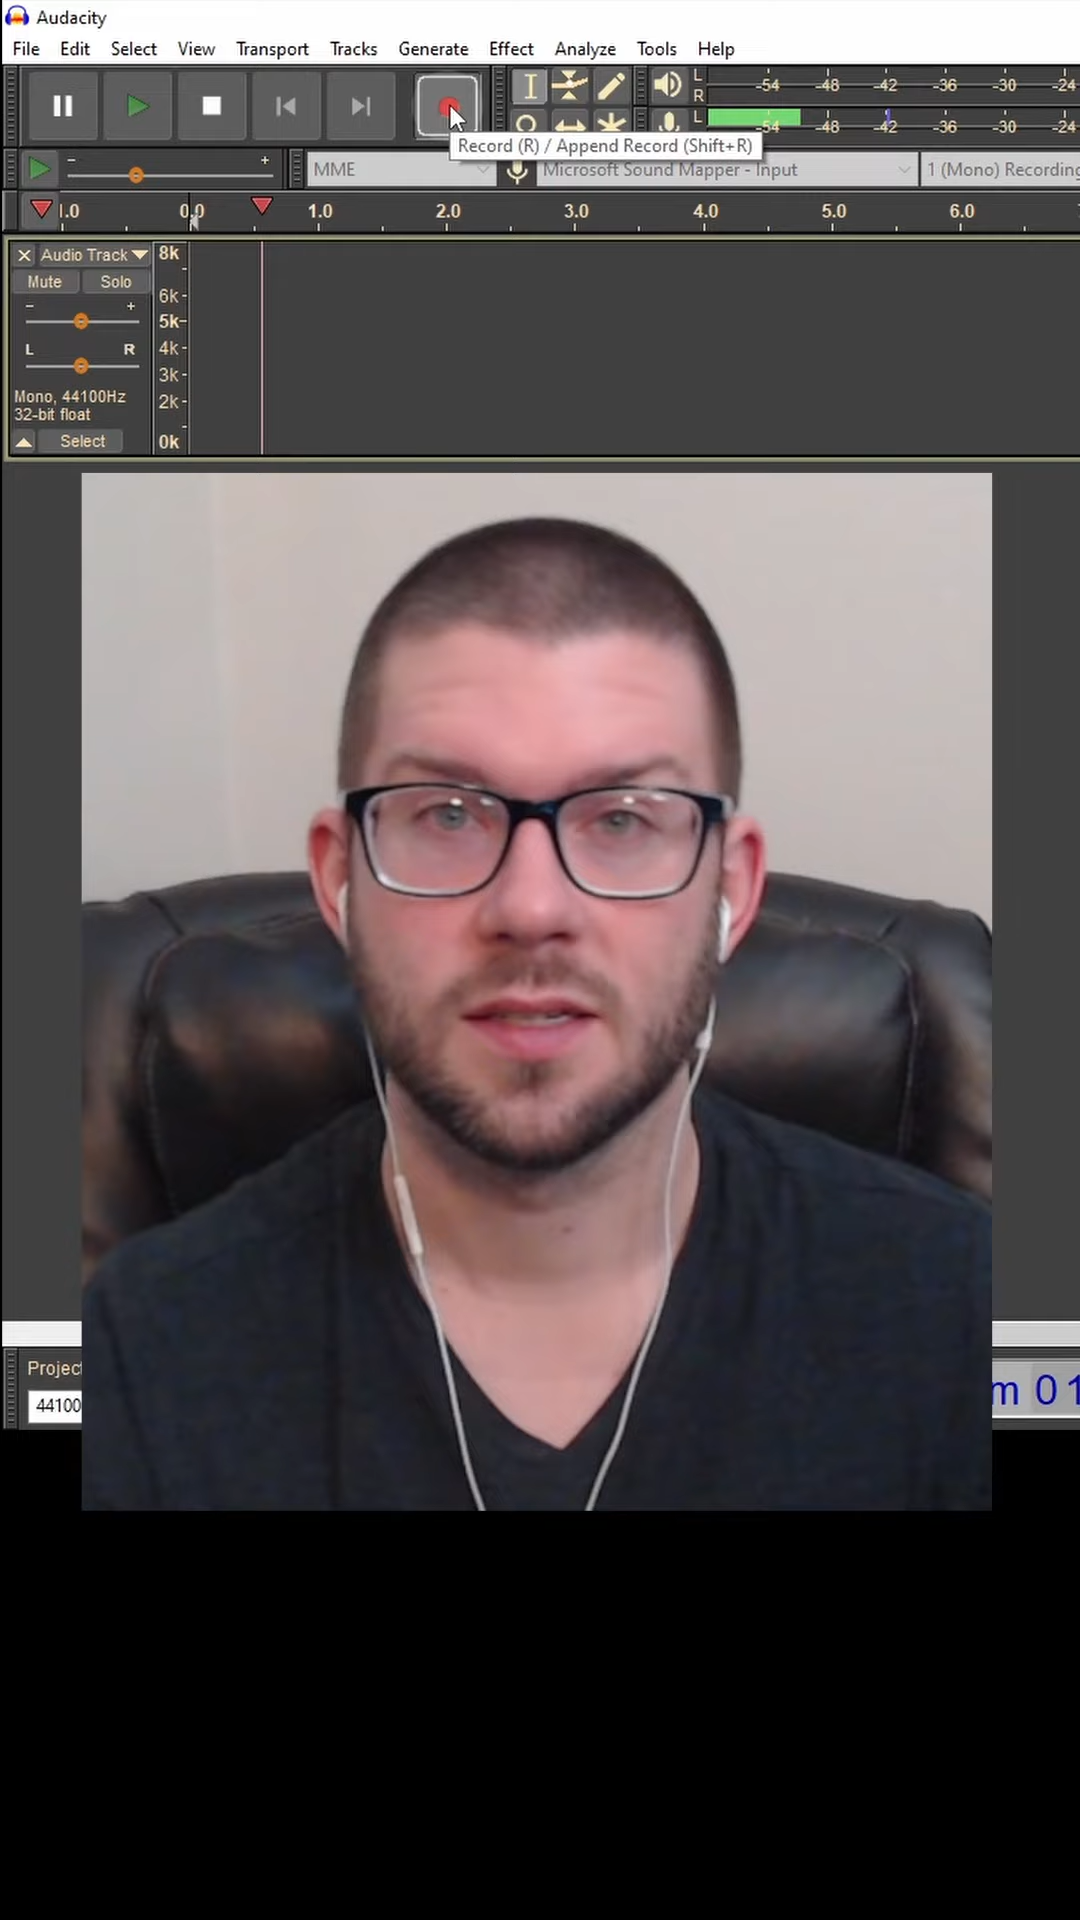 Audacity
File Edit Select View Transport Tracks Generate Effect Analyze Tools Help
L
R
-54 -48 -42 -36 -30 -24
L
-54 -48 -42 -36 -30 -24
Record (R) / Append Record (Shift+R)
- +
MME
Microsoft Sound Mapper - Input
1 (Mono) Recording
1.0 0.0 1.0 2.0 3.0 4.0 5.0 6.0
Audio Track
8k
Mute Solo
6k
- +
5k
L R
4k
3k
Mono, 44100Hz
2k
32-bit float
Select
0k
Project
44100
m 0 1